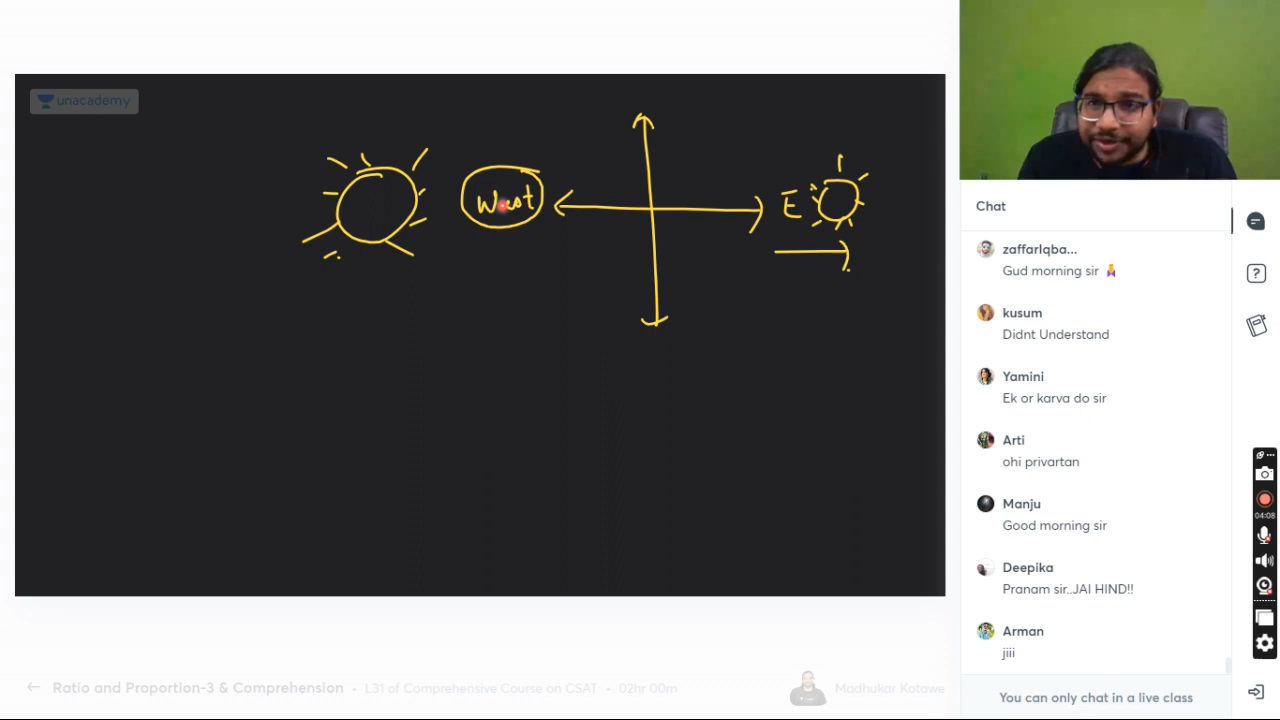 unacademy
West
E
Chat
zaffarIqba...
Gud morning sir
kusum
Didnt Understand
Yamini
Ek or karva do sir
Arti
ohi privartan
Manju
Good morning sir
Deepika
Pranam sir..JAI HIND!!
Arman
jiii
04:08
Ratio and Proportion-3 & Comprehension • L31 of Comprehensive Course on CSAT • 02hr 00m
Madhukar Kotawe
You can only chat in a live class